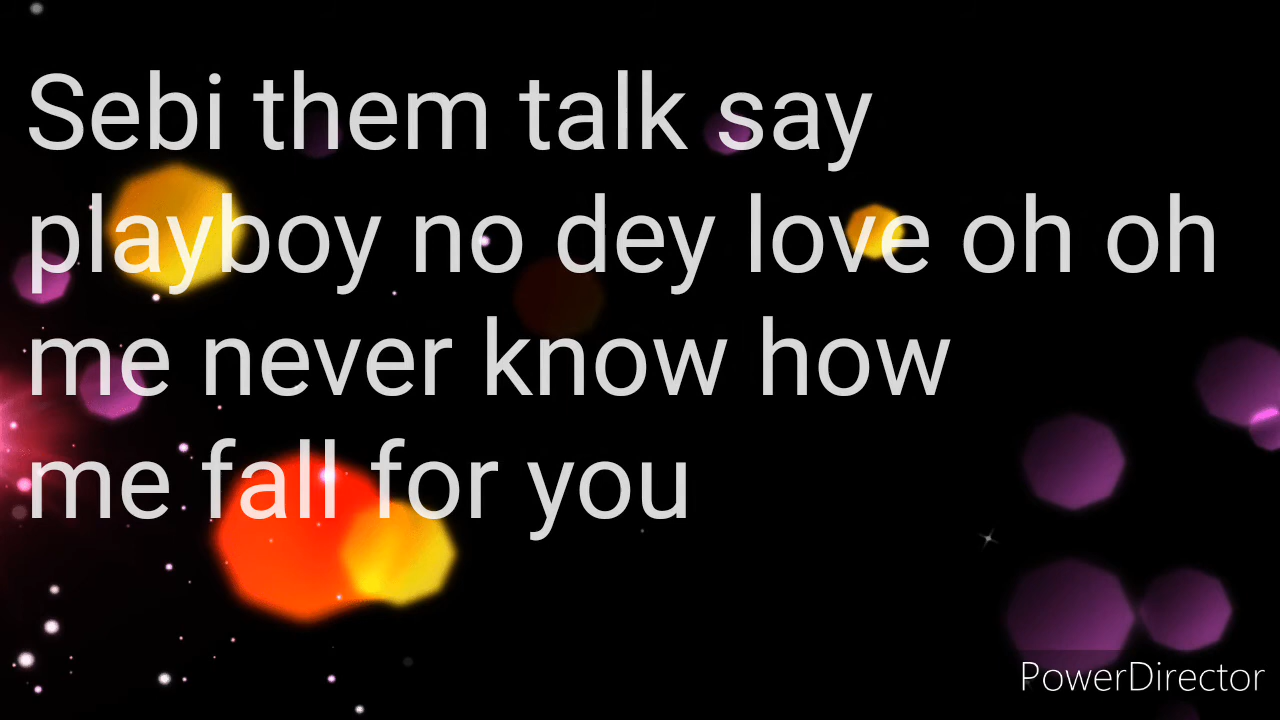 Sebi them talk say
playboy no dey love oh oh
me never know how
me fall for you
PowerDirector